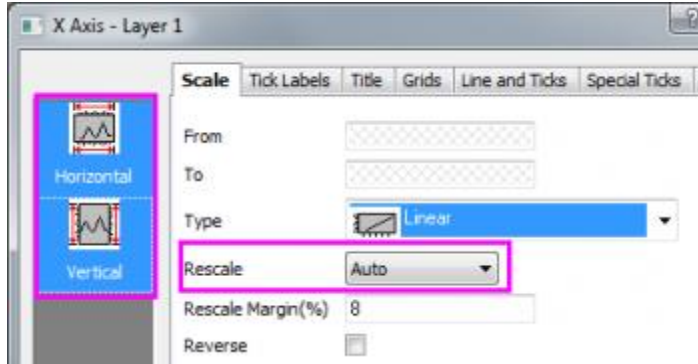 X Axis - Layer 1
Scale Tick Labels Title Grids Line and Ticks Special Ticks
Horizontal
Vertical
From
To
Type Linear
Rescale Auto
Rescale Margin(%) 8
Reverse